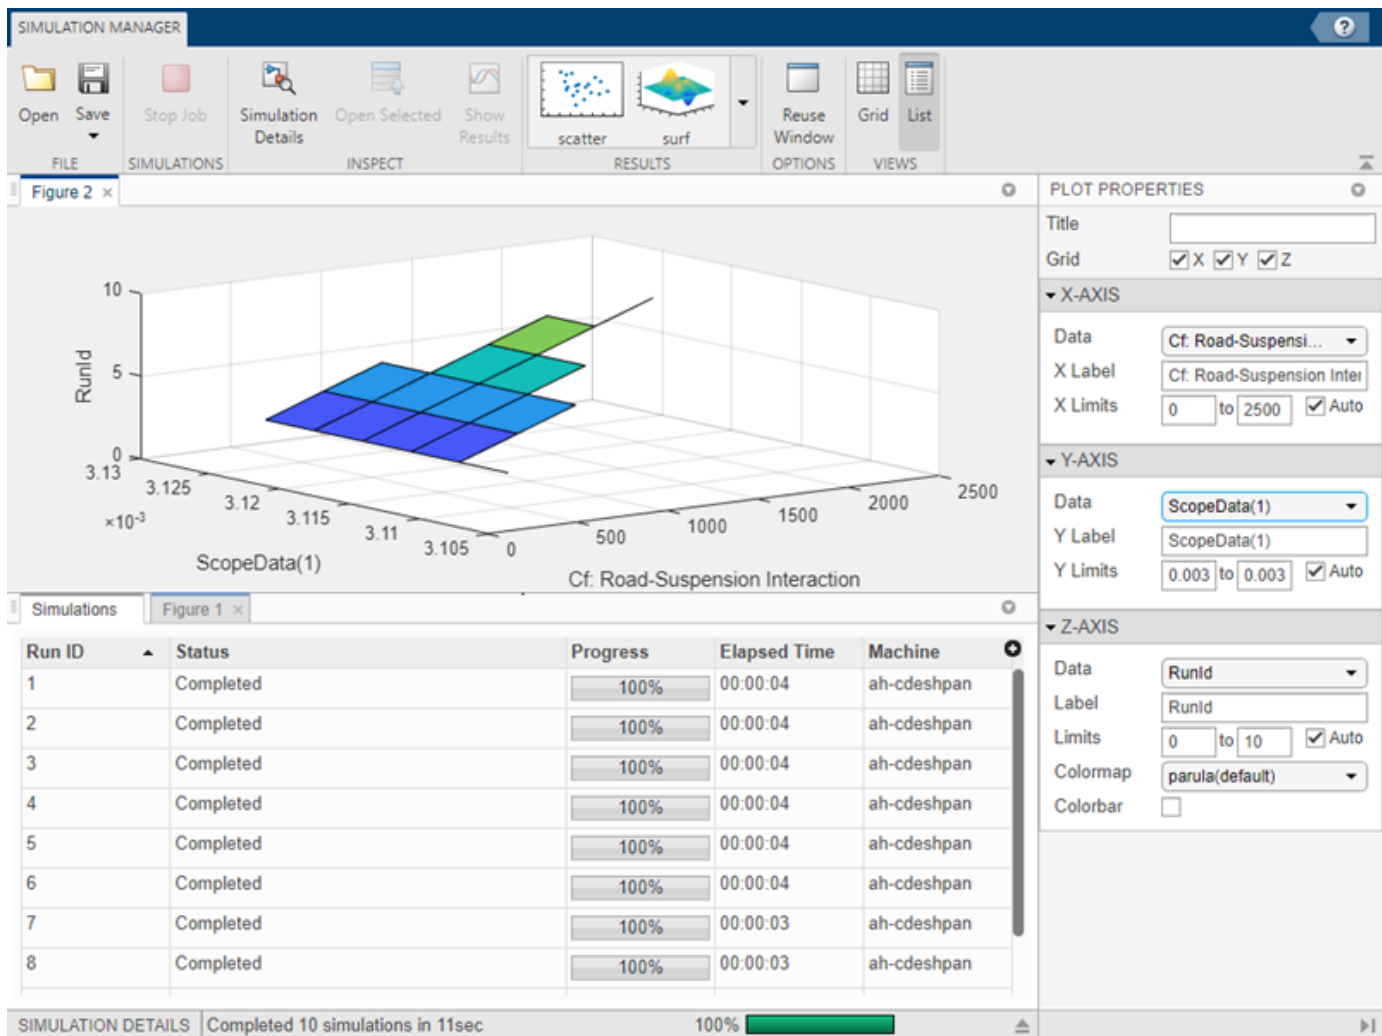 SIMULATION MANAGER
?
Open Save Stop Job Simulation Details Open Selected Show Results scatter surf Reuse Window Grid List
FILE SIMULATIONS INSPECT RESULTS OPTIONS VIEWS
Figure 2 ×
RunId
10
5
0
3.13
3.125
3.12
3.115
3.11
3.105
×10-3
ScopeData(1)
0
500
1000
1500
2000
2500
Cf: Road-Suspension Interaction
PLOT PROPERTIES
Title
Grid X Y Z
X-AXIS
Data Cf: Road-Suspensi...
X Label Cf: Road-Suspension Inter
X Limits 0 to 2500 Auto
Y-AXIS
Data ScopeData(1)
Y Label ScopeData(1)
Y Limits 0.003 to 0.003 Auto
Z-AXIS
Data RunId
Label RunId
Limits 0 to 10 Auto
Colormap parula(default)
Colorbar
Simulations Figure 1 ×
Run ID Status Progress Elapsed Time Machine
1 Completed 100% 00:00:04 ah-cdeshpan
2 Completed 100% 00:00:04 ah-cdeshpan
3 Completed 100% 00:00:04 ah-cdeshpan
4 Completed 100% 00:00:04 ah-cdeshpan
5 Completed 100% 00:00:04 ah-cdeshpan
6 Completed 100% 00:00:04 ah-cdeshpan
7 Completed 100% 00:00:03 ah-cdeshpan
8 Completed 100% 00:00:03 ah-cdeshpan
SIMULATION DETAILS Completed 10 simulations in 11sec 100%